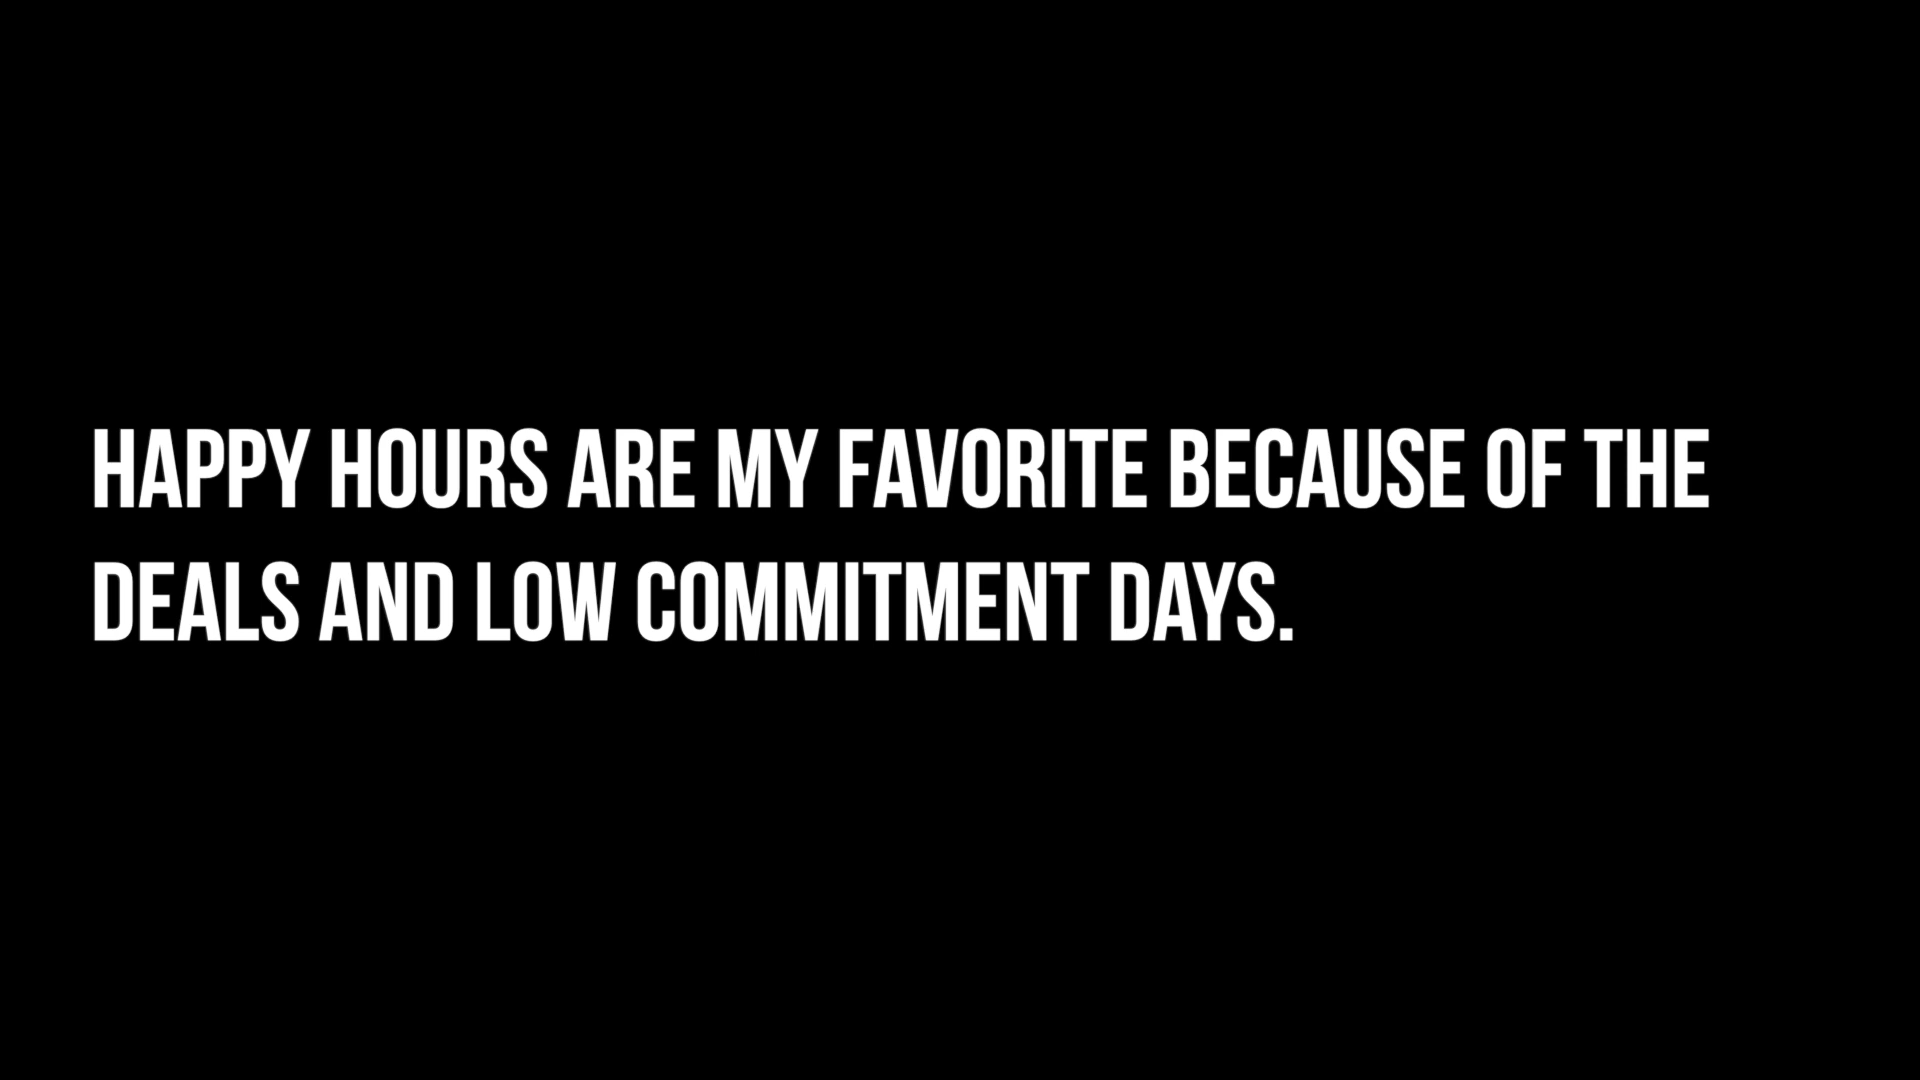 HAPPY HOURS ARE MY FAVORITE BECAUSE OF THE
DEALS AND LOW COMMITMENT DAYS.